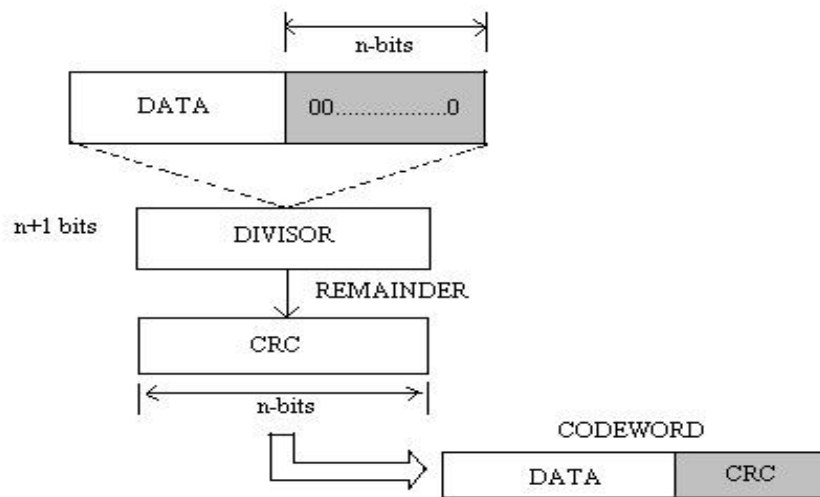 n-bits
DATA 00...................0
n+1 bits DIVISOR
REMAINDER
CRC
n-bits
CODEWORD
DATA CRC